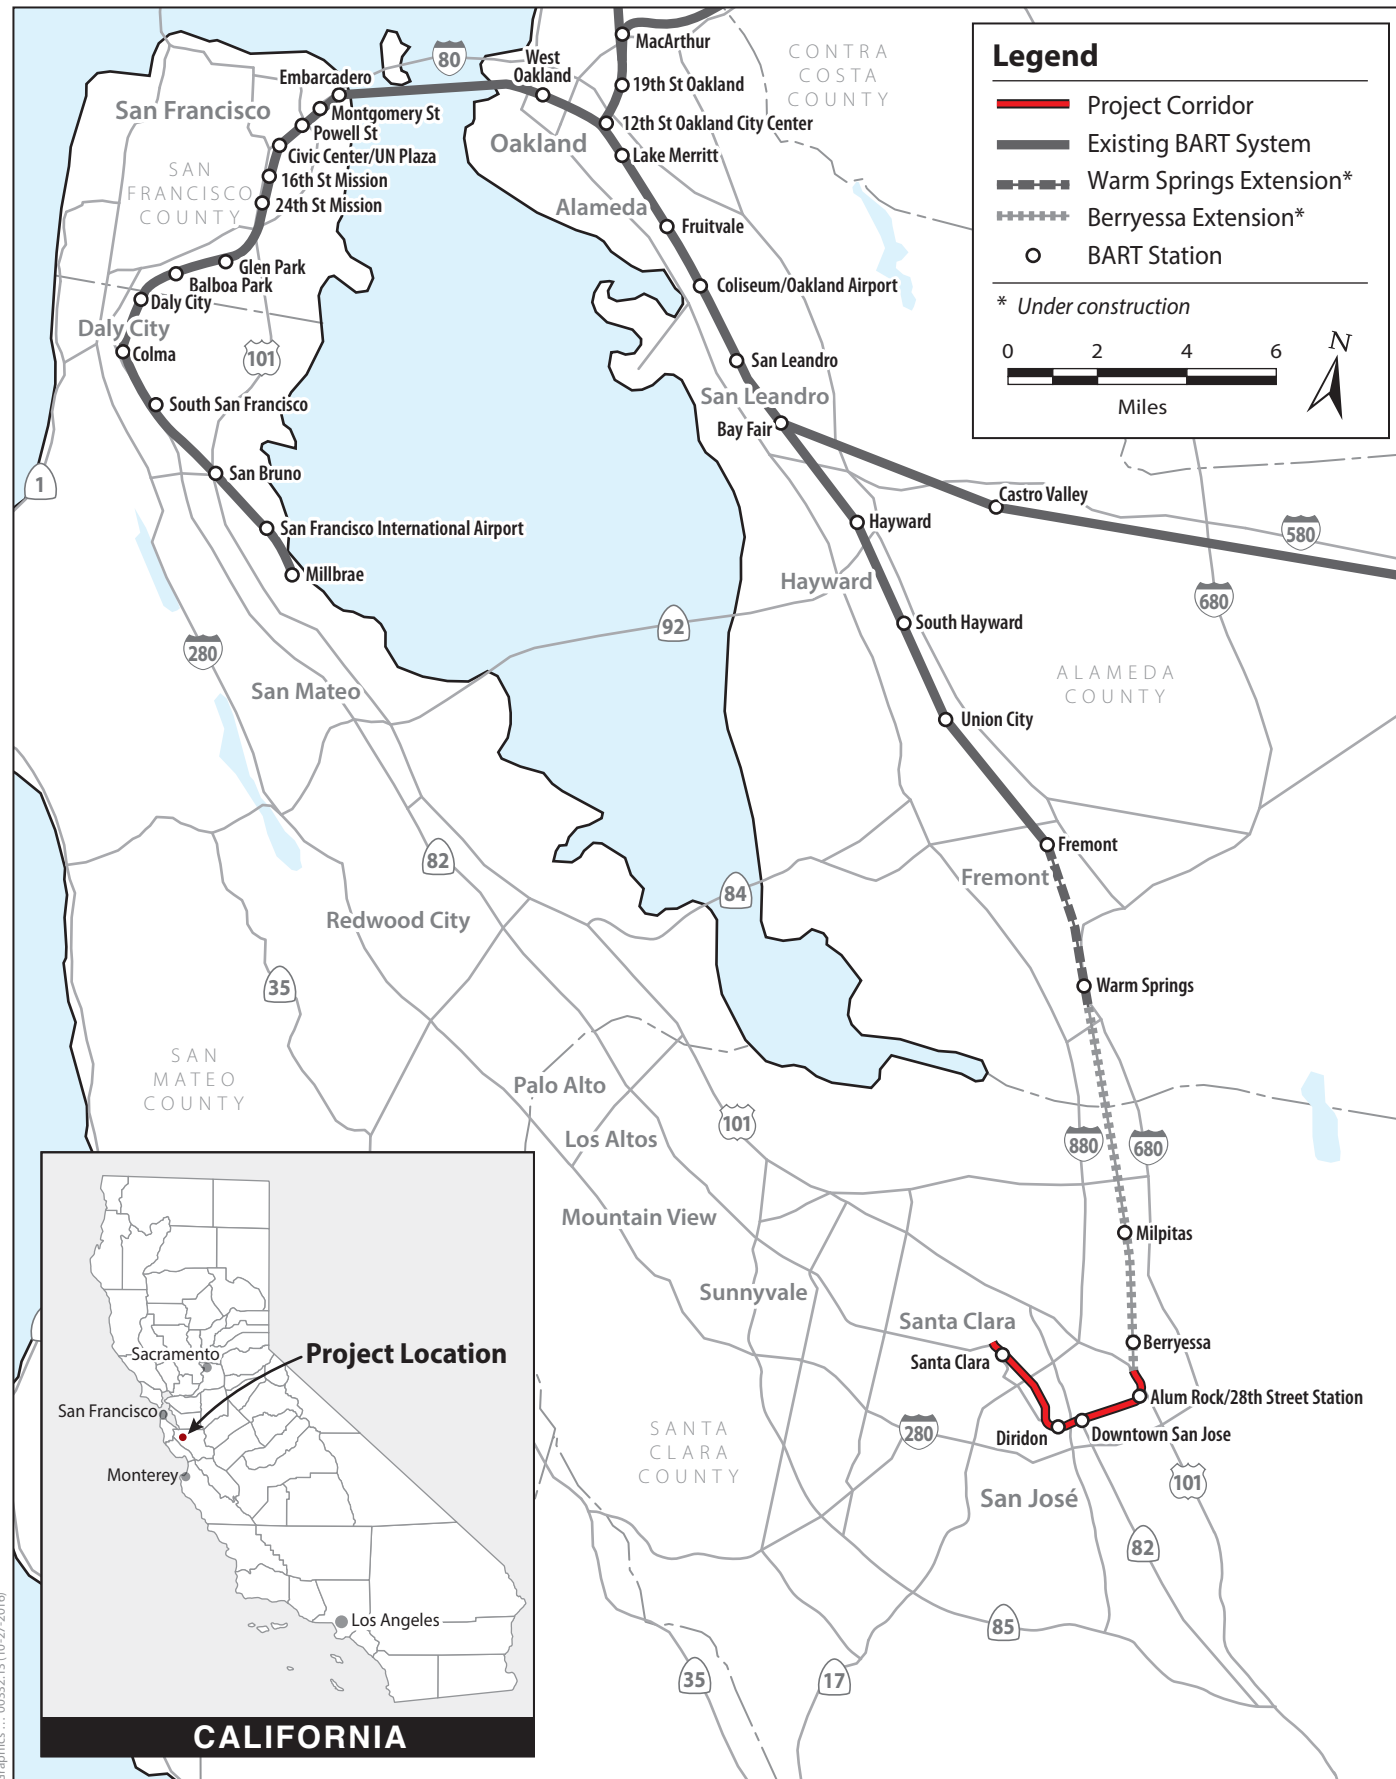 Legend
Project Corridor
Existing BART System
Warm Springs Extension*
Berryessa Extension*
BART Station
* Under construction
0 2 4 6
Miles
N
MacArthur
CONTRA
COSTA
COUNTY
80
West
Oakland
19th St Oakland
Embarcadero
San Francisco
Montgomery St
12th St Oakland City Center
Powell St
Oakland
Civic Center/UN Plaza
Lake Merritt
SAN
FRANCISCO
COUNTY
16th St Mission
24th St Mission
Alameda
Fruitvale
Glen Park
Balboa Park
Coliseum/Oakland Airport
Daly City
Daly City
Colma
101
San Leandro
San Leandro
South San Francisco
Bay Fair
San Bruno
1
Castro Valley
San Francisco International Airport
Hayward
580
Millbrae
Hayward
680
92
South Hayward
280
ALAMEDA
COUNTY
San Mateo
Union City
Fremont
82
Fremont
84
Redwood City
35
Warm Springs
SAN
MATEO
COUNTY
Palo Alto
101
Los Altos
880
680
Mountain View
Milpitas
Sunnyvale
Santa Clara
Berryessa
Santa Clara
Alum Rock/28th Street Station
SANTA
CLARA
COUNTY
280
Diridon
Downtown San Jose
101
San José
82
85
35
17
Sacramento
Project Location
San Francisco
Monterey
Los Angeles
CALIFORNIA